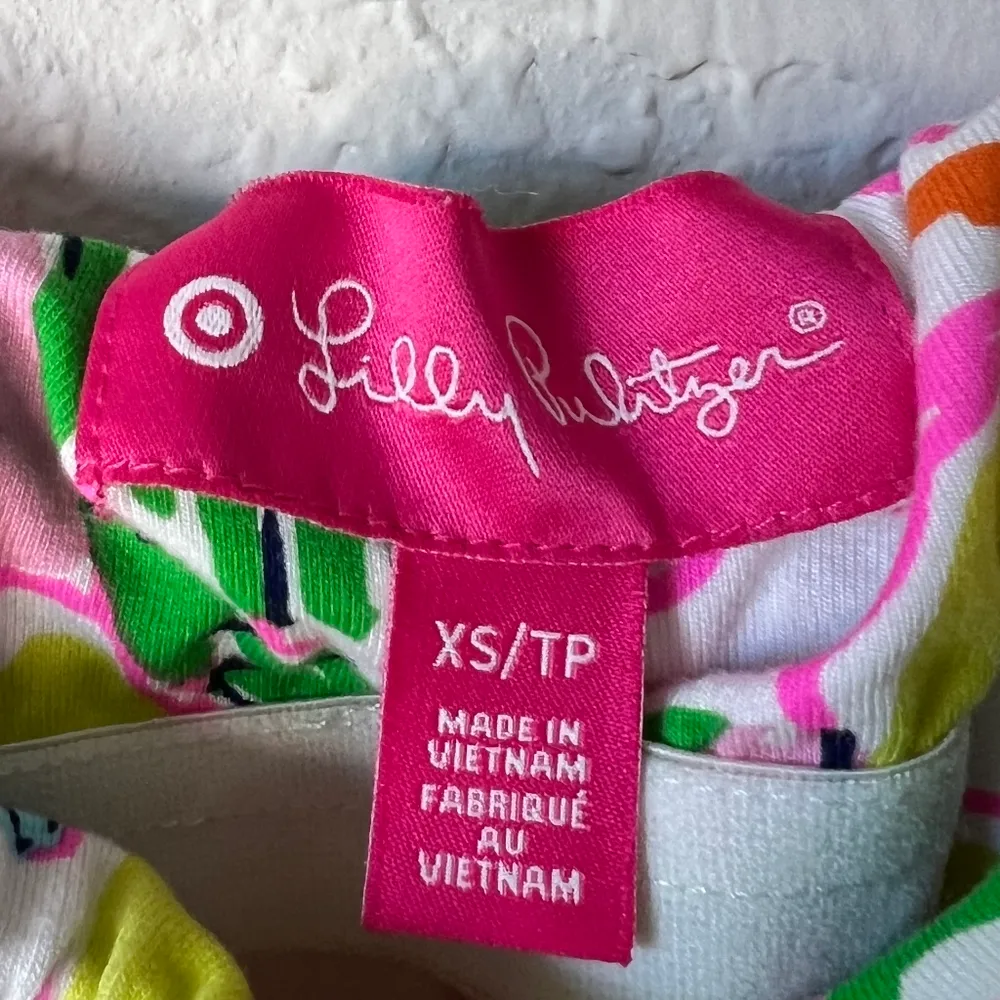 Lilly Pulitzer®
XS/TP
MADE IN
VIETNAM
FABRIQUÉ
AU
VIETNAM